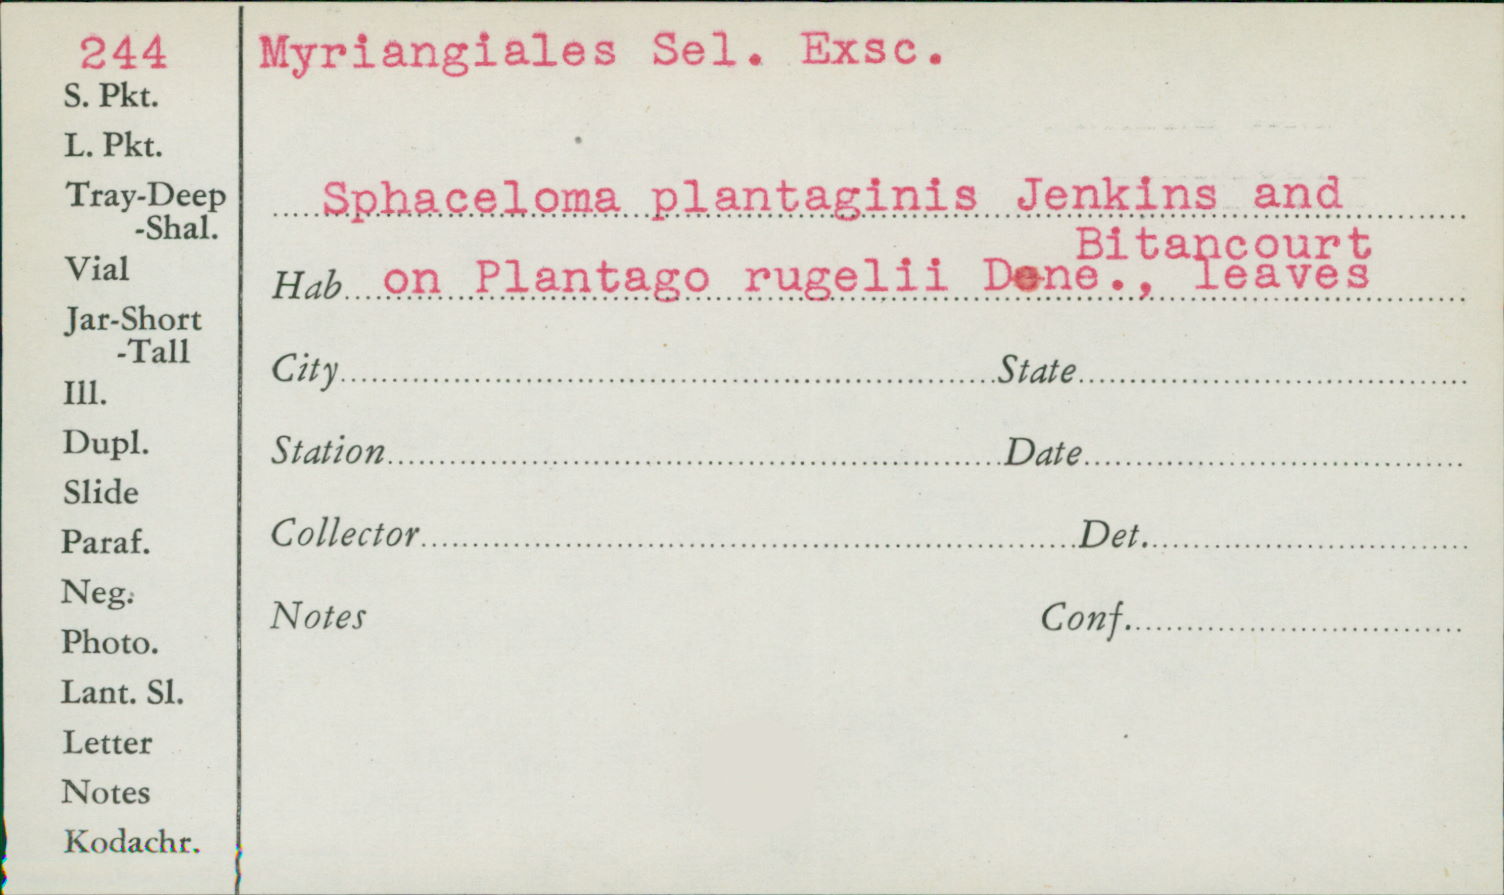 244
Myriangiales Sel. Exsc.
S. Pkt.
L. Pkt.
Tray-Deep
-Shal.
Vial
Jar-Short
-Tall
Ill.
Dupl.
Slide
Paraf.
Neg.
Photo.
Lant. Sl.
Letter
Notes
Kodachr.
Sphaceloma plantaginis Jenkins and
Bitancourt
Hab. on Plantago rugelii Done., leaves
City State
Station Date
Collector Det.
Notes Conf.